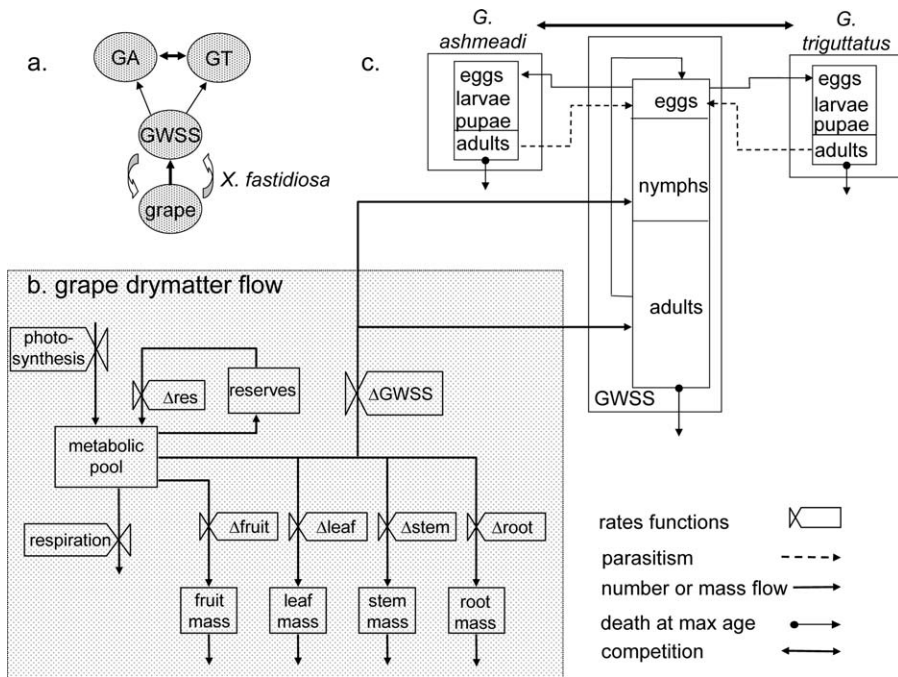 a.
GA
GT
GWSS
X. fastidiosa
grape
c.
G.
ashmeadi
G.
triguttatus
eggs
larvae
pupae
adults
eggs
nymphs
adults
GWSS
eggs
larvae
pupae
adults
b. grape drymatter flow
photo-
synthesis
Δres
reserves
ΔGWSS
metabolic
pool
respiration
Δfruit
Δleaf
Δstem
Δroot
fruit
mass
leaf
mass
stem
mass
root
mass
rates functions
parasitism
number or mass flow
death at max age
competition